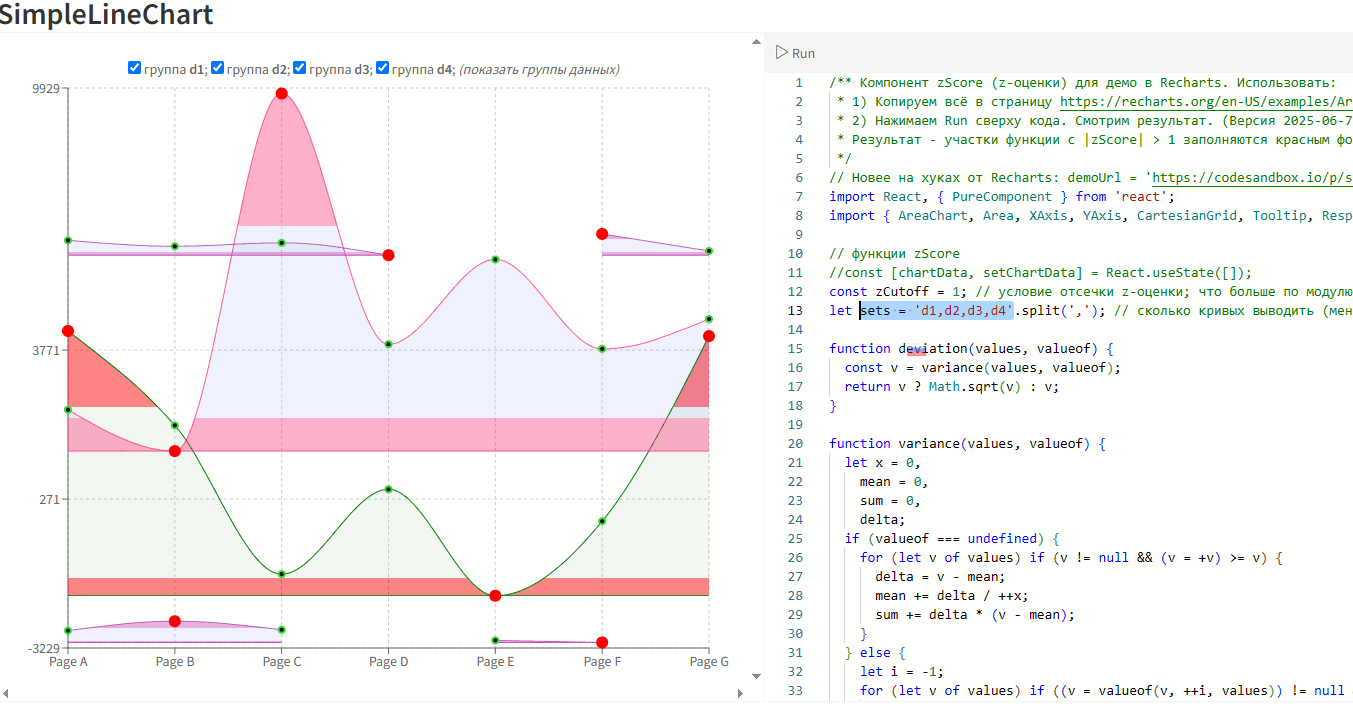 SimpleLineChart
группа d1; группа d2; группа d3; группа d4; (показать группы данных)
9929
3771
271
-3229
Page A Page B Page C Page D Page E Page F Page G
Run
1 /** Компонент zScore (z-оценки) для демо в Recharts. Использовать:
2 * 1) Копируем всё в страницу https://recharts.org/en-US/examples/Ar
3 * 2) Нажимаем Run сверху кода. Смотрим результат. (Версия 2025-06-7
4 * Результат - участки функции с |zScore| > 1 заполняются красным фо
5 */
6 // Новее на хуках от Recharts: demoUrl = 'https://codesandbox.io/p/s
7 import React, { PureComponent } from 'react';
8 import { AreaChart, Area, XAxis, YAxis, CartesianGrid, Tooltip, Resp
9
10 // функции zScore
11 //const [chartData, setChartData] = React.useState([]);
12 const zCutoff = 1; // условие отсечки z-оценки; что больше по модулю
13 let sets = 'd1,d2,d3,d4'.split(','); // сколько кривых выводить (мен
14
15 function deviation(values, valueof) {
16 const v = variance(values, valueof);
17 return v ? Math.sqrt(v) : v;
18 }
19
20 function variance(values, valueof) {
21 let x = 0,
22 mean = 0,
23 sum = 0,
24 delta;
25 if (valueof === undefined) {
26 for (let v of values) if (v != null && (v = +v) >= v) {
27 delta = v - mean;
28 mean += delta / ++x;
29 sum += delta * (v - mean);
30 }
31 } else {
32 let i = -1;
33 for (let v of values) if ((v = valueof(v, ++i, values)) != null